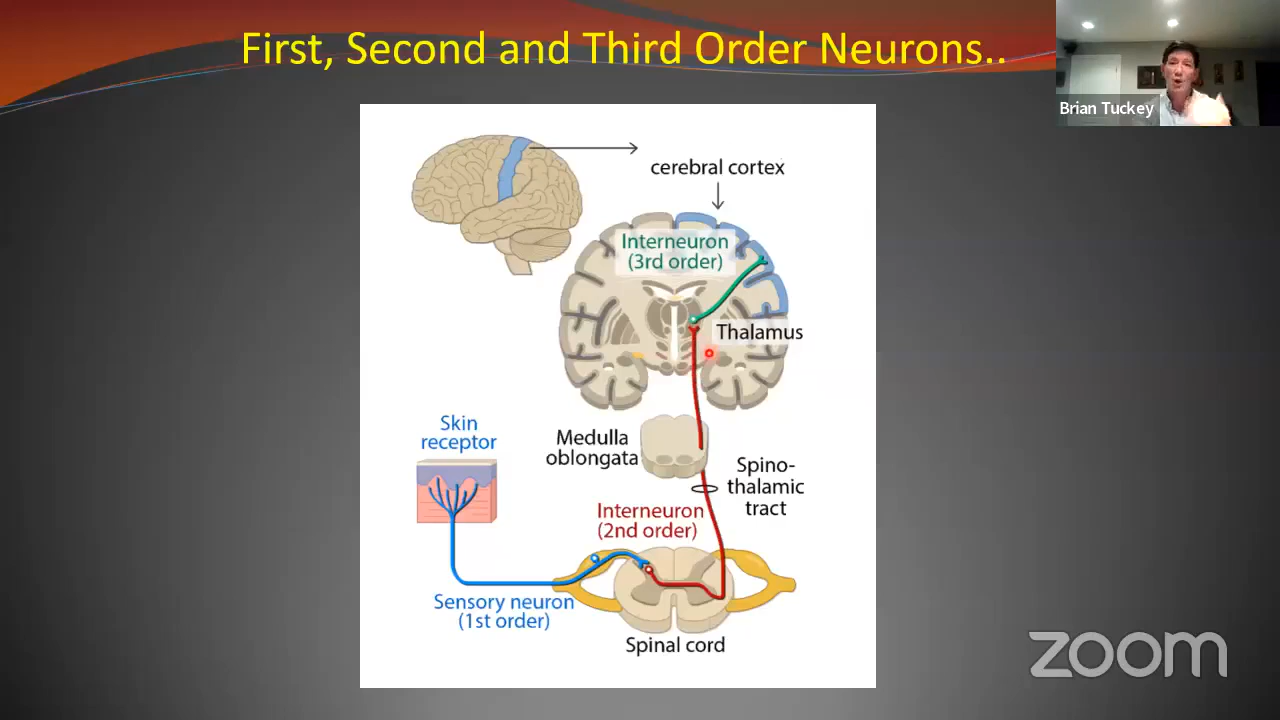 First, Second and Third Order Neurons..
Brian Tuckey
cerebral cortex
Interneuron
(3rd order)
Thalamus
Skin
receptor
Medulla
oblongata
Spino-
thalamic
tract
Interneuron
(2nd order)
Sensory neuron
(1st order)
Spinal cord
zoom